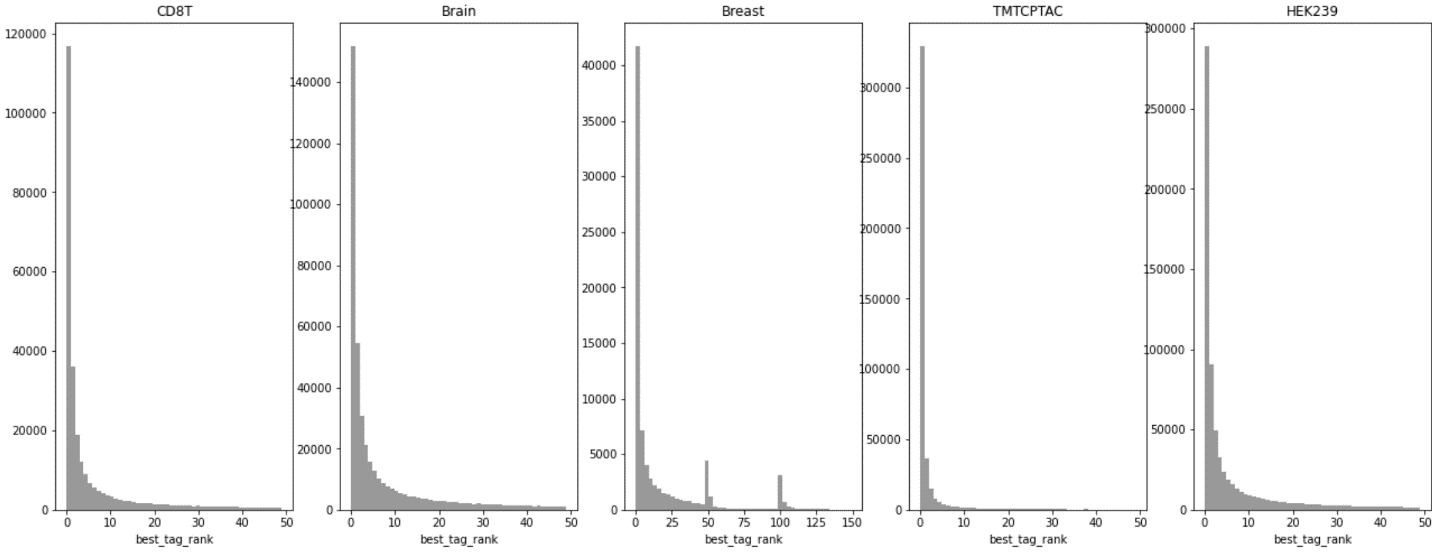 CD8T
120000
100000
80000
60000
40000
20000
0
0 10 20 30 40 50
best_tag_rank
Brain
140000
120000
100000
80000
60000
40000
20000
0
0 10 20 30 40 50
best_tag_rank
Breast
40000
35000
30000
25000
20000
15000
10000
5000
0
0 25 50 75 100 125 150
best_tag_rank
TMTCPTAC
300000
250000
200000
150000
100000
50000
0
0 10 20 30 40 50
best_tag_rank
HEK239
300000
250000
200000
150000
100000
50000
0
0 10 20 30 40 50
best_tag_rank